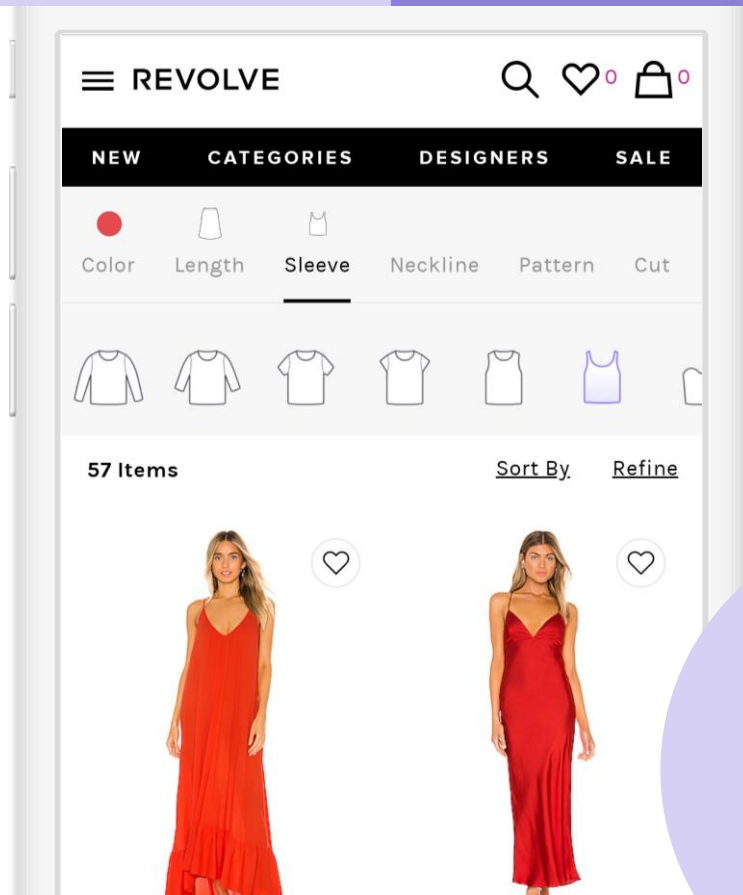 REVOLVE 0 0
NEW CATEGORIES DESIGNERS SALE
Color Length Sleeve Neckline Pattern Cut
57 Items Sort By Refine